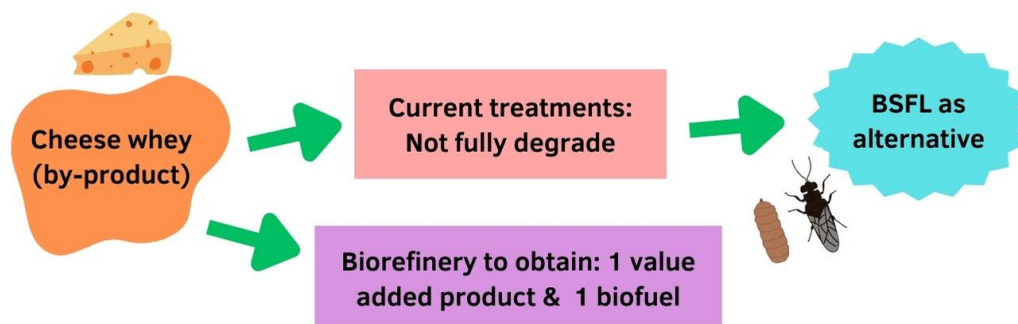 Cheese whey
(by-product)
Current treatments:
Not fully degrade
BSFL as
alternative
Biorefinery to obtain: 1 value
added product & 1 biofuel